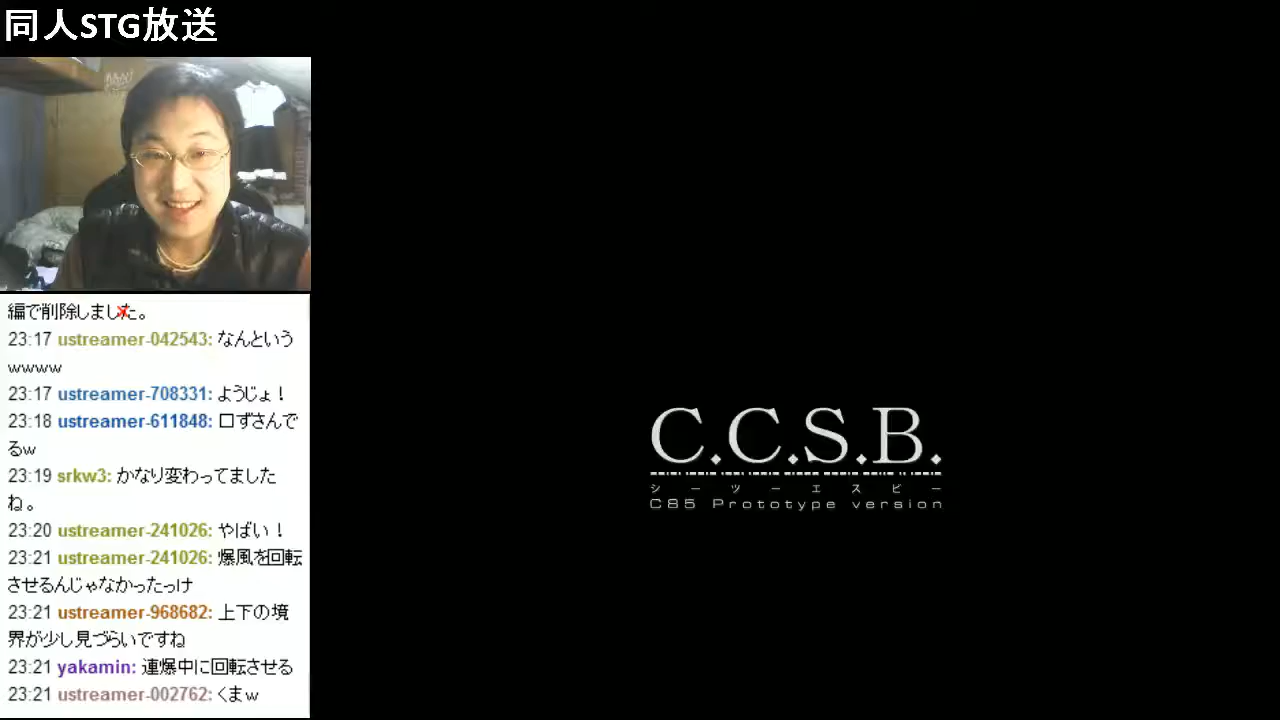 同人STG放送
編で削除しました。
23:17 ustreamer-042543: なんという
wwww
23:17 ustreamer-708331: ようじょ！
23:18 ustreamer-611848: 口ずさんで
るw
23:19 srkw3: かなり変わってました
ね。
23:20 ustreamer-241026: やばい！
23:21 ustreamer-241026: 爆風を回転
させるんじゃなかったっけ
23:21 ustreamer-968682: 上下の境
界が少し見づらいですね
23:21 yakamin: 連爆中に回転させる
23:21 ustreamer-002762: くまｗ
C.C.S.B.
シーツーエスビー
C85 Prototype version